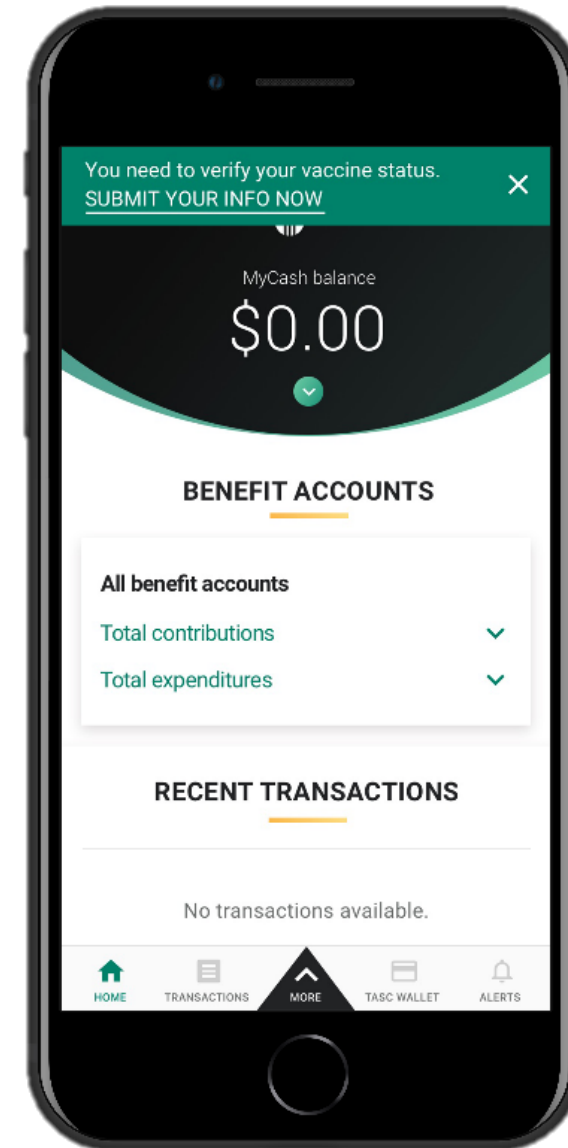 You need to verify your vaccine status.
SUBMIT YOUR INFO NOW
MyCash balance
$0.00
BENEFIT ACCOUNTS
All benefit accounts
Total contributions
Total expenditures
RECENT TRANSACTIONS
No transactions available.
HOME TRANSACTIONS MORE TASC WALLET ALERTS